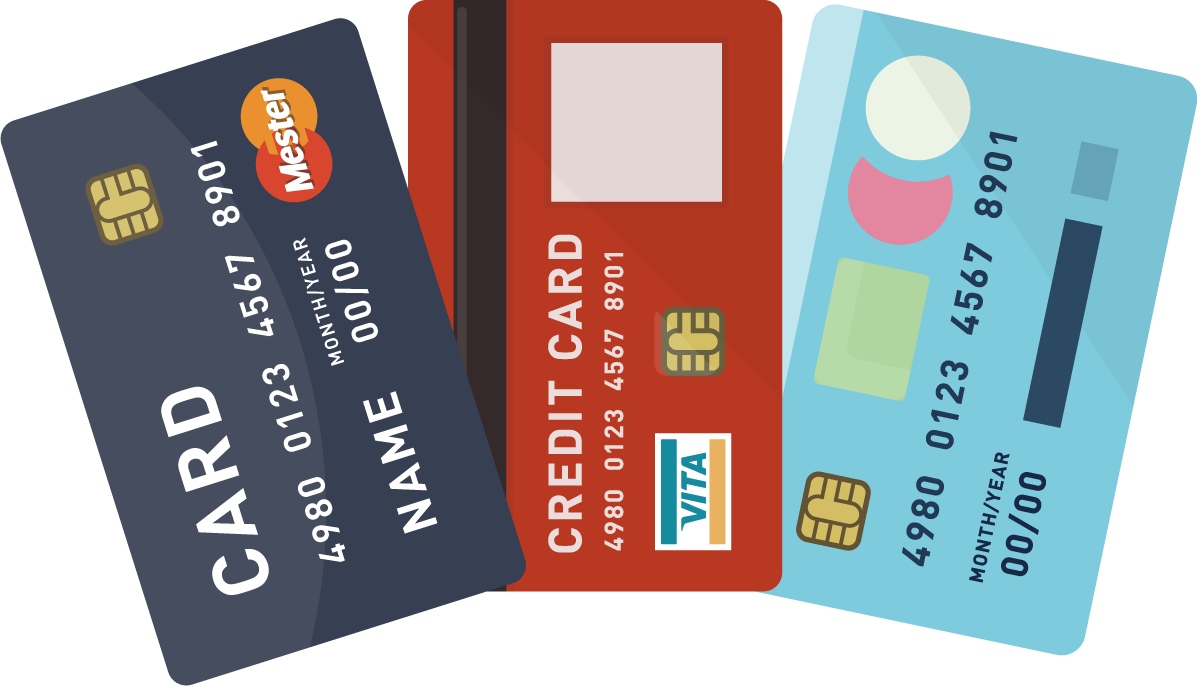 CARD
4980 0123 4567 8901
MONTH/YEAR
00/00
NAME
Mester
CREDIT CARD
4980 0123 4567 8901
VITA
4980 0123 4567 8901
MONTH/YEAR
00/00